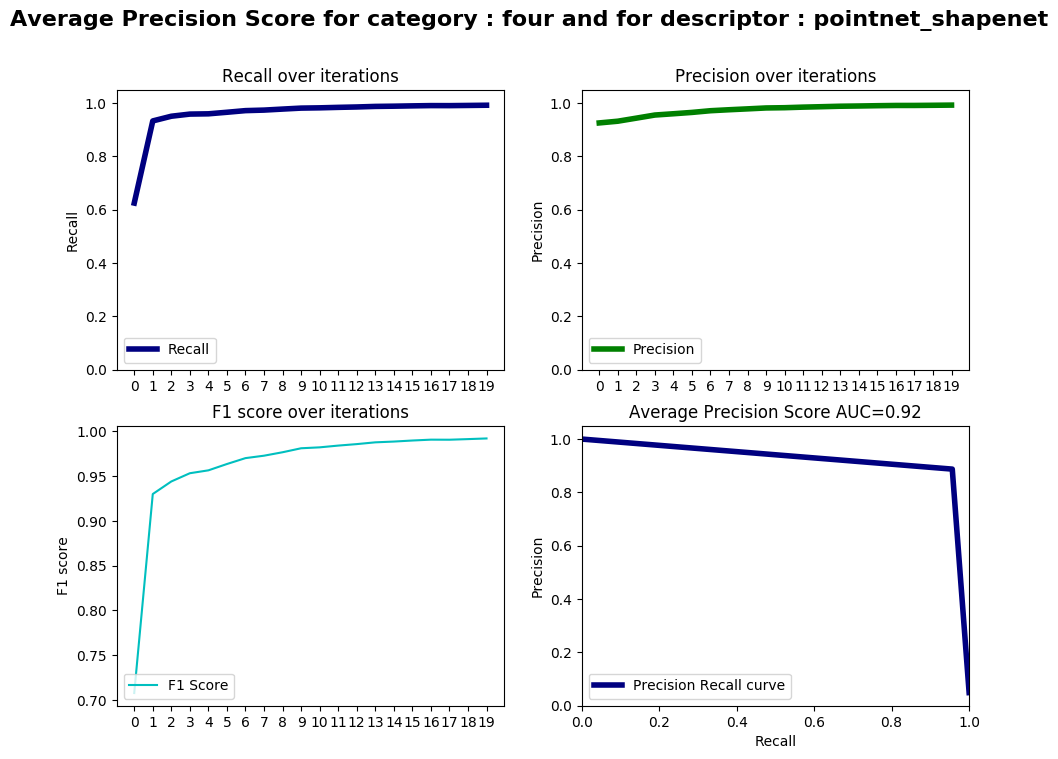 Average Precision Score for category : four and for descriptor : pointnet_shapenet
Recall over iterations
1.0
0.8
0.6
0.4
0.2
0.0
Recall
Recall
0 1 2 3 4 5 6 7 8 9 10 11 12 13 14 15 16 17 18 19
Precision over iterations
1.0
0.8
0.6
0.4
0.2
0.0
Precision
Precision
0 1 2 3 4 5 6 7 8 9 10 11 12 13 14 15 16 17 18 19
F1 score over iterations
1.00
0.95
0.90
0.85
0.80
0.75
0.70
F1 score
F1 Score
0 1 2 3 4 5 6 7 8 9 10 11 12 13 14 15 16 17 18 19
Average Precision Score AUC=0.92
1.0
0.8
0.6
0.4
0.2
0.0
Precision
Precision Recall curve
0.0 0.2 0.4 0.6 0.8 1.0
Recall